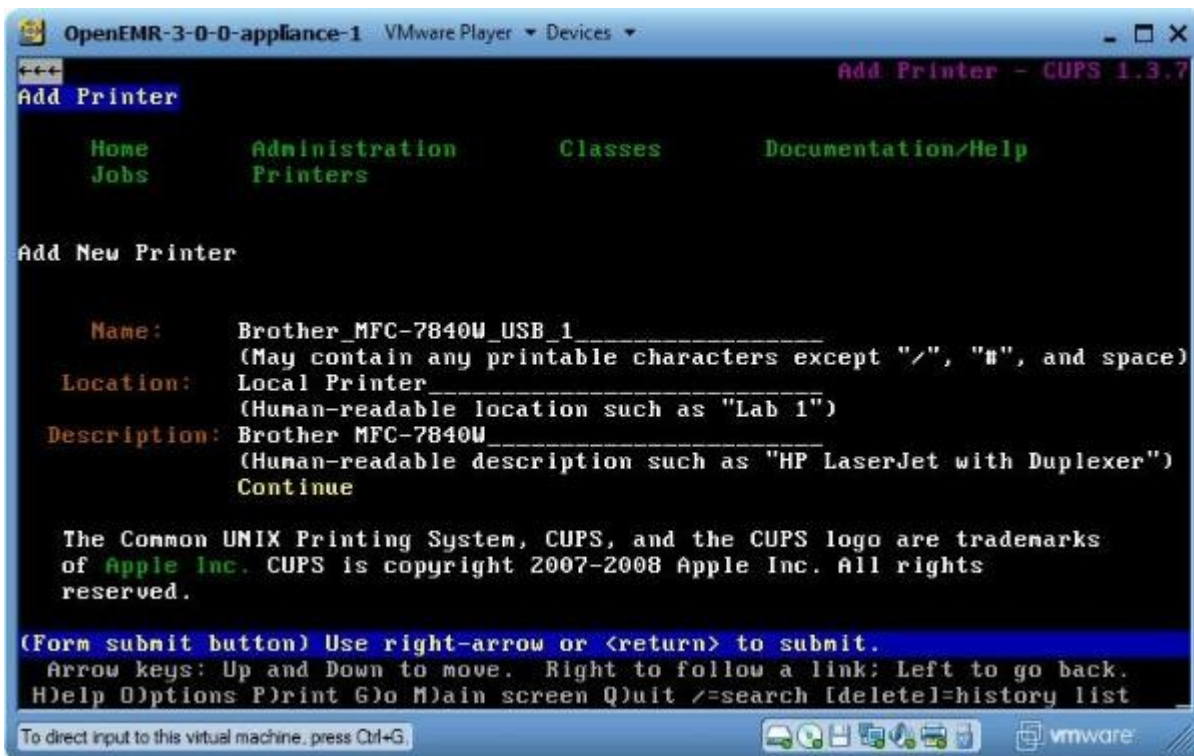 OpenEMR-3-0-0-appliance-1 VMware Player Devices
←←← Add Printer - CUPS 1.3.7
Add Printer
Home Administration Classes Documentation/Help
Jobs Printers
Add New Printer
Name: Brother_MFC-7840W_USB_1__________________
(May contain any printable characters except "/", "#", and space)
Location: Local Printer____________________________
(Human-readable location such as "Lab 1")
Description: Brother MFC-7840W________________________
(Human-readable description such as "HP LaserJet with Duplexer")
Continue
The Common UNIX Printing System, CUPS, and the CUPS logo are trademarks
of Apple Inc. CUPS is copyright 2007-2008 Apple Inc. All rights
reserved.
(Form submit button) Use right-arrow or <return> to submit.
Arrow keys: Up and Down to move. Right to follow a link; Left to go back.
H)elp O)ptions P)rint G)o M)ain screen Q)uit /=search [delete]=history list
To direct input to this virtual machine, press Ctrl+G. vmware